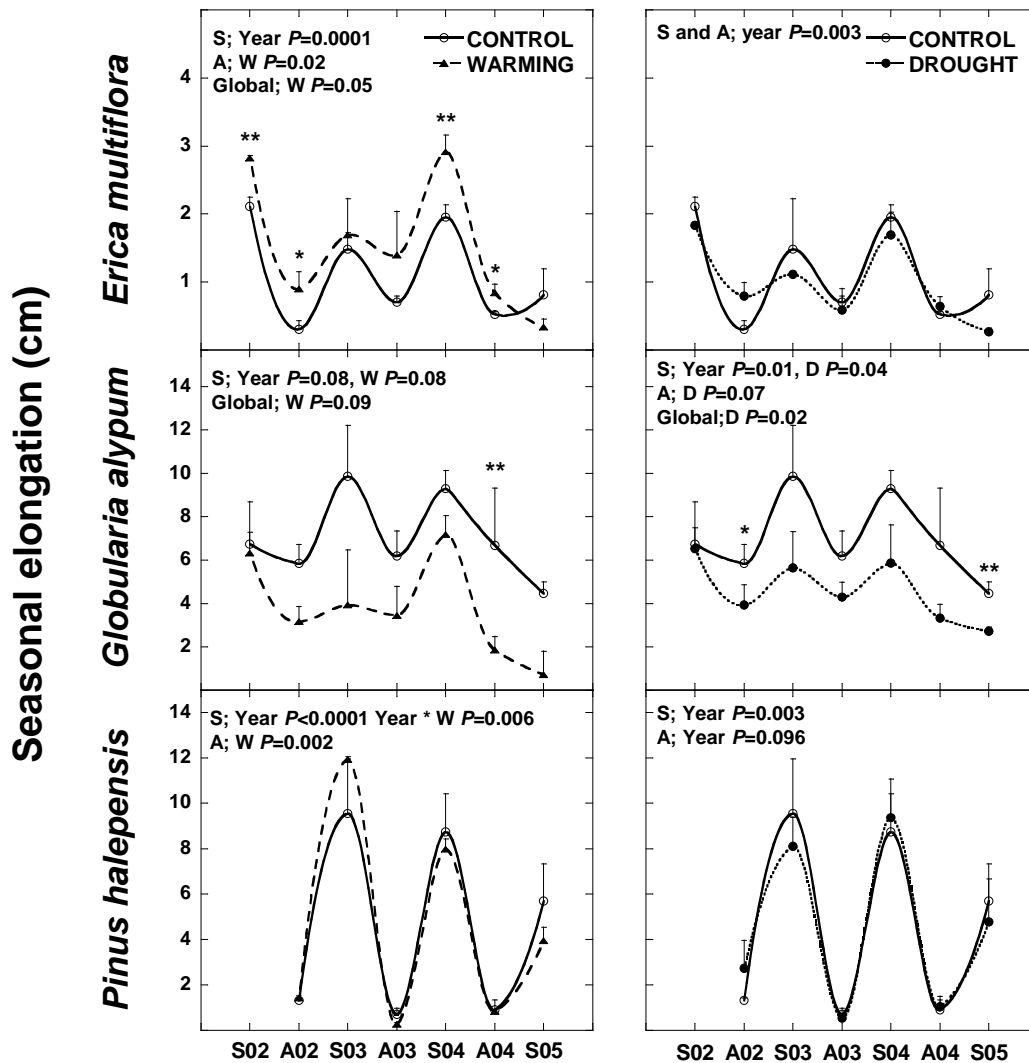 Seasonal elongation (cm)
Erica multiflora
S; Year P=0.0001
A; W P=0.02
Global; W P=0.05
CONTROL
WARMING
**
*
**
*
4
3
2
1
S and A; year P=0.003
CONTROL
DROUGHT
Globularia alypum
S; Year P=0.08, W P=0.08
Global; W P=0.09
**
14
12
10
8
6
4
2
S; Year P=0.01, D P=0.04
A; D P=0.07
Global;D P=0.02
*
**
Pinus halepensis
S; Year P<0.0001 Year * W P=0.006
A; W P=0.002
14
12
10
8
6
4
2
S; Year P=0.003
A; Year P=0.096
S02 A02 S03 A03 S04 A04 S05
S02 A02 S03 A03 S04 A04 S05